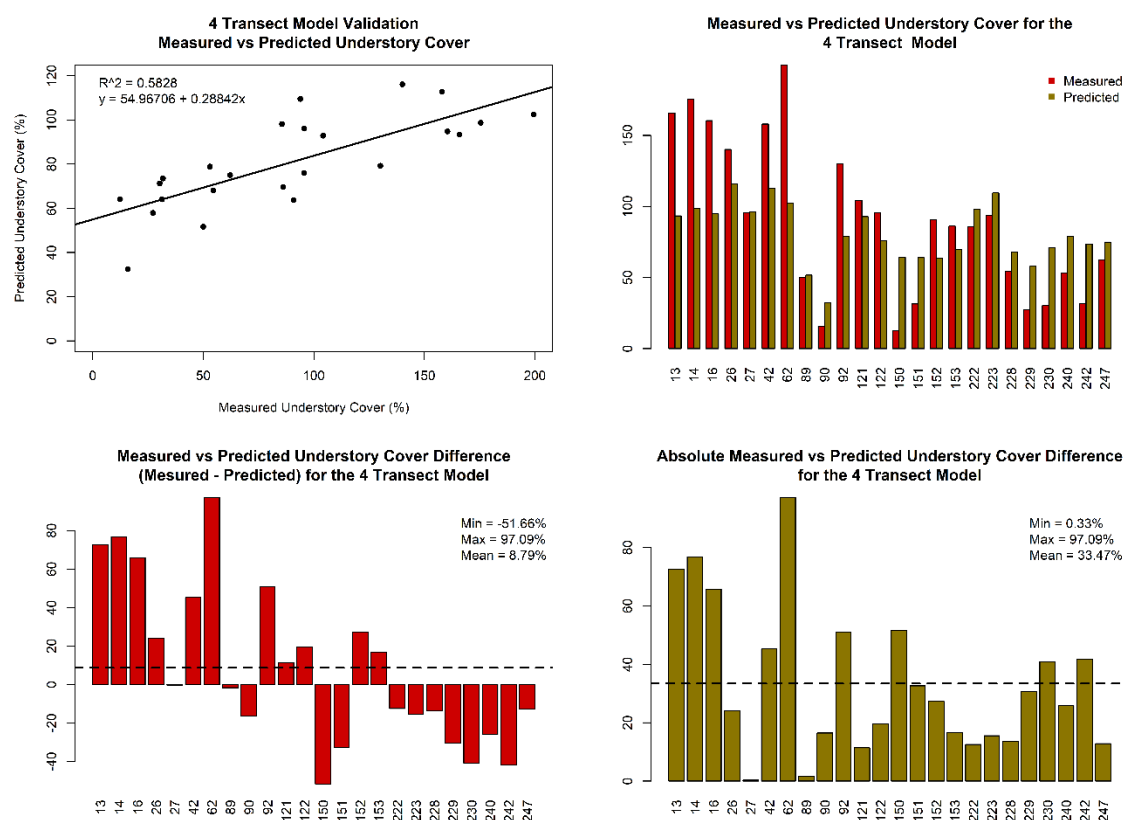 4 Transect Model Validation
Measured vs Predicted Understory Cover
R^2 = 0.5828
y = 54.96706 + 0.28842x
Predicted Understory Cover (%)
0
20
40
60
80
100
120
0 50 100 150 200
Measured Understory Cover (%)
Measured vs Predicted Understory Cover for the
4 Transect Model
Measured
Predicted
0
50
100
150
13 14 16 26 27 42 62 89 90 92 121 122 150 151 152 153 222 223 228 229 230 240 242 247
Measured vs Predicted Understory Cover Difference
(Mesured - Predicted) for the 4 Transect Model
Min = -51.66%
Max = 97.09%
Mean = 8.79%
80
60
40
20
0
-20
40
13 14 16 26 27 42 62 89 90 92 121 122 150 151 152 153 222 223 228 229 230 240 242 247
Absolute Measured vs Predicted Understory Cover Difference
for the 4 Transect Model
Min = 0.33%
Max = 97.09%
Mean = 33.47%
80
60
40
20
0
13 14 16 26 27 42 62 89 90 92 121 122 150 151 152 153 222 223 228 229 230 240 242 247